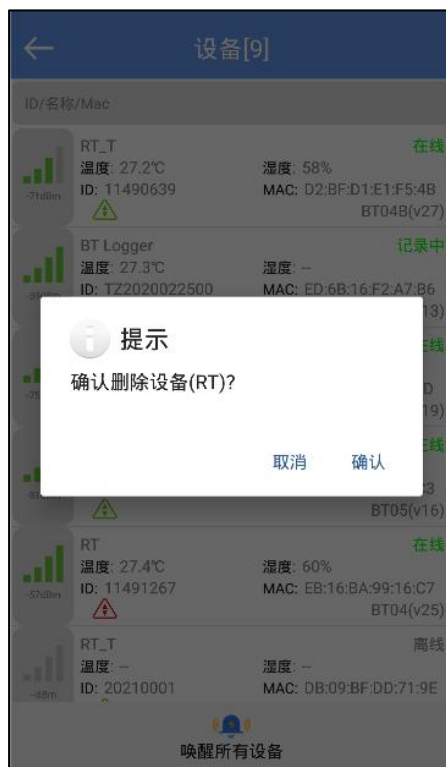 设备[9]
ID/名称/Mac
RT_T 在线
温度: 27.2℃ 湿度: 58%
-71dBm ID: 11490639 MAC: D2:BF:D1:E1:F5:4B
BT04B(v27)
BT Logger 记录中
温度: 27.3℃ 湿度: --
ID: TZ2020022500 MAC: ED:6B:16:F2:A7:B6
13)
提示
确认删除设备(RT)?
取消 确认
19)
BT05(v16)
RT 在线
温度: 27.4℃ 湿度: 60%
-57dBm ID: 11491267 MAC: EB:16:BA:99:16:C7
BT04(v25)
RT_T 离线
温度: -- 湿度: --
--dBm ID: 20210001 MAC: DB:09:BF:DD:71:9E
唤醒所有设备